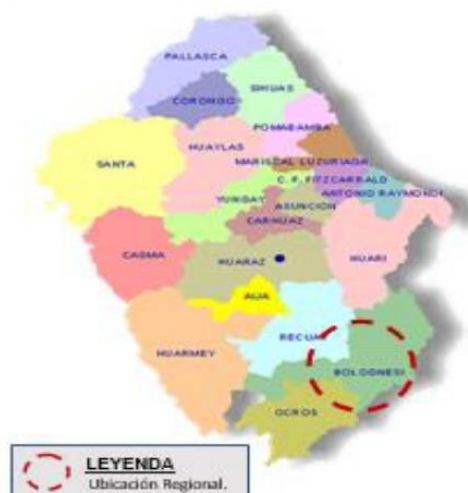 PALLASCA
SIHUAS
CORONGO
POMABAMBA
HUAYLAS
SANTA
MARISCAL LUZURIAGA
C. F. FITZCARRALD
YUNGAY
ANTONIO RAYMONDI
ASUNCIÓN
CARHUAZ
CASMA
HUARAZ
HUARI
AIJA
RECUAY
HUARMEY
BOLOGNESI
OCROS
LEYENDA
Ubicación Regional.